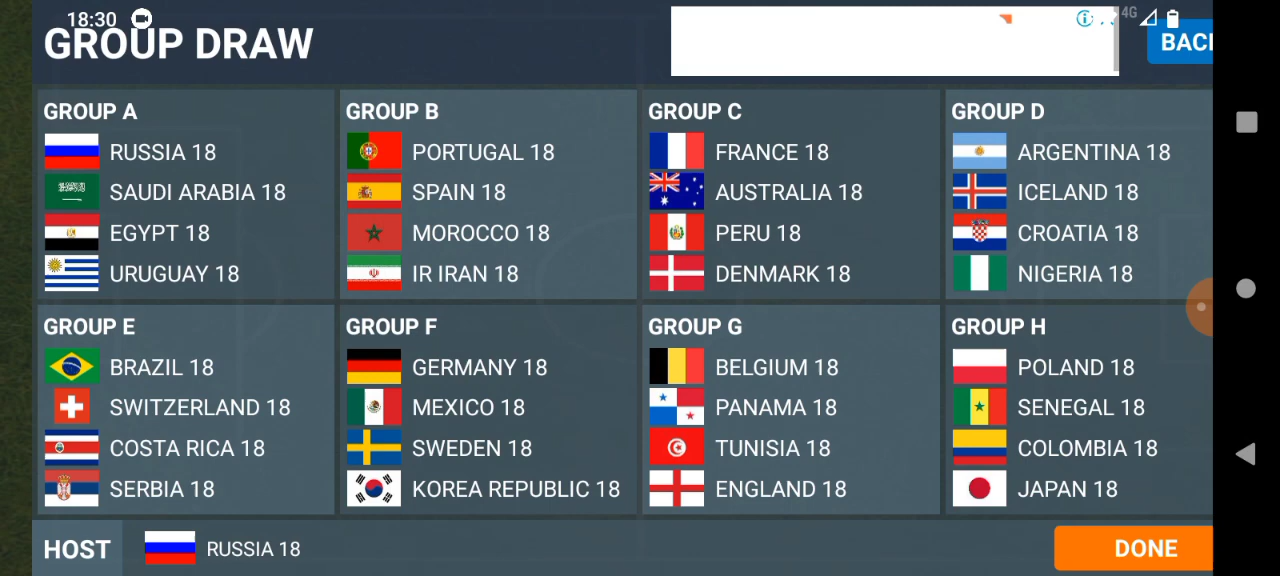 18:30
4G
GROUP DRAW
GROUP A
RUSSIA 18
SAUDI ARABIA 18
EGYPT 18
URUGUAY 18
GROUP B
PORTUGAL 18
SPAIN 18
MOROCCO 18
IR IRAN 18
GROUP C
FRANCE 18
AUSTRALIA 18
PERU 18
DENMARK 18
GROUP D
ARGENTINA 18
ICELAND 18
CROATIA 18
NIGERIA 18
GROUP E
BRAZIL 18
SWITZERLAND 18
COSTA RICA 18
SERBIA 18
GROUP F
GERMANY 18
MEXICO 18
SWEDEN 18
KOREA REPUBLIC 18
GROUP G
BELGIUM 18
PANAMA 18
TUNISIA 18
ENGLAND 18
GROUP H
POLAND 18
SENEGAL 18
COLOMBIA 18
JAPAN 18
HOST
RUSSIA 18
DONE